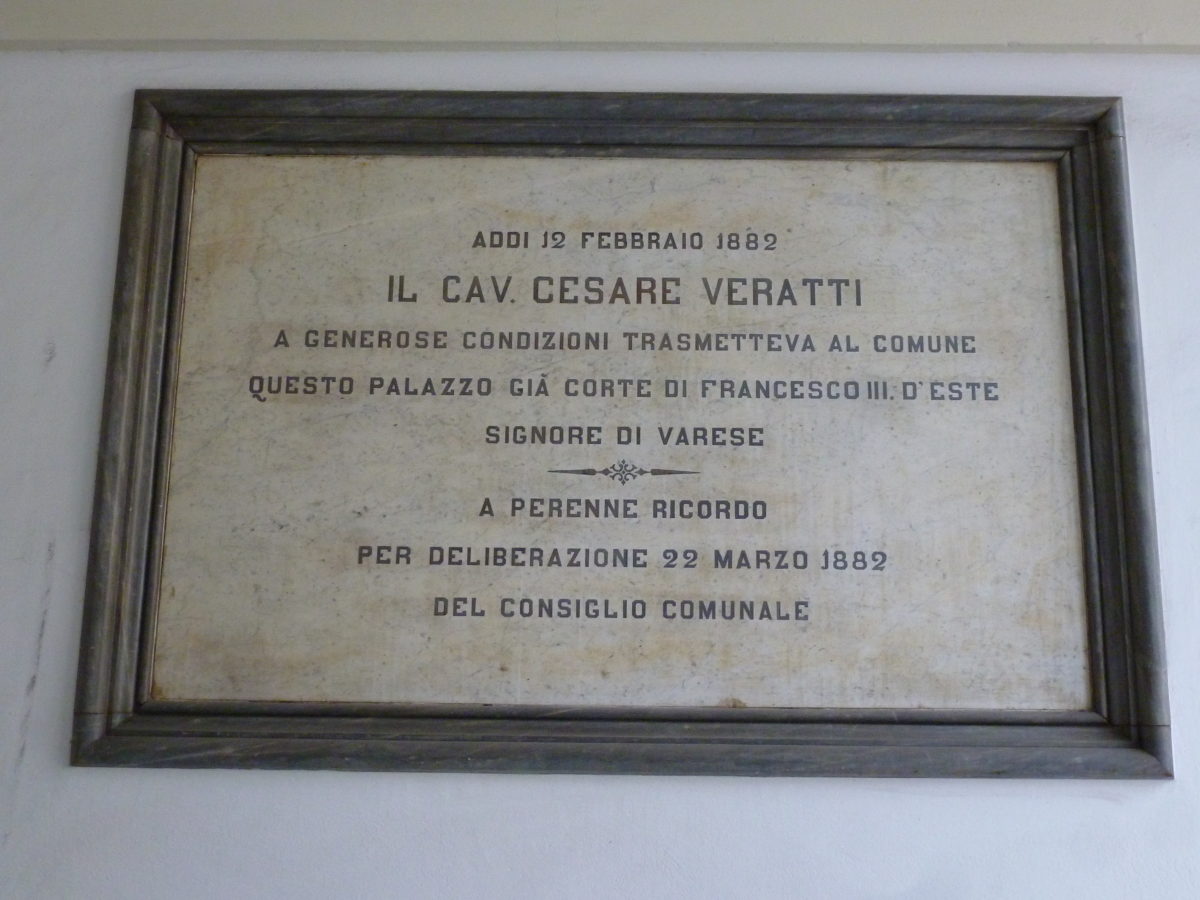 ADDI 12 FEBBRAIO 1882
IL CAV. CESARE VERATTI
A GENEROSE CONDIZIONI TRASMETTEVA AL COMUNE
QUESTO PALAZZO GIÀ CORTE DI FRANCESCO III. D'ESTE
SIGNORE DI VARESE
A PERENNE RICORDO
PER DELIBERAZIONE 22 MARZO 1882
DEL CONSIGLIO COMUNALE